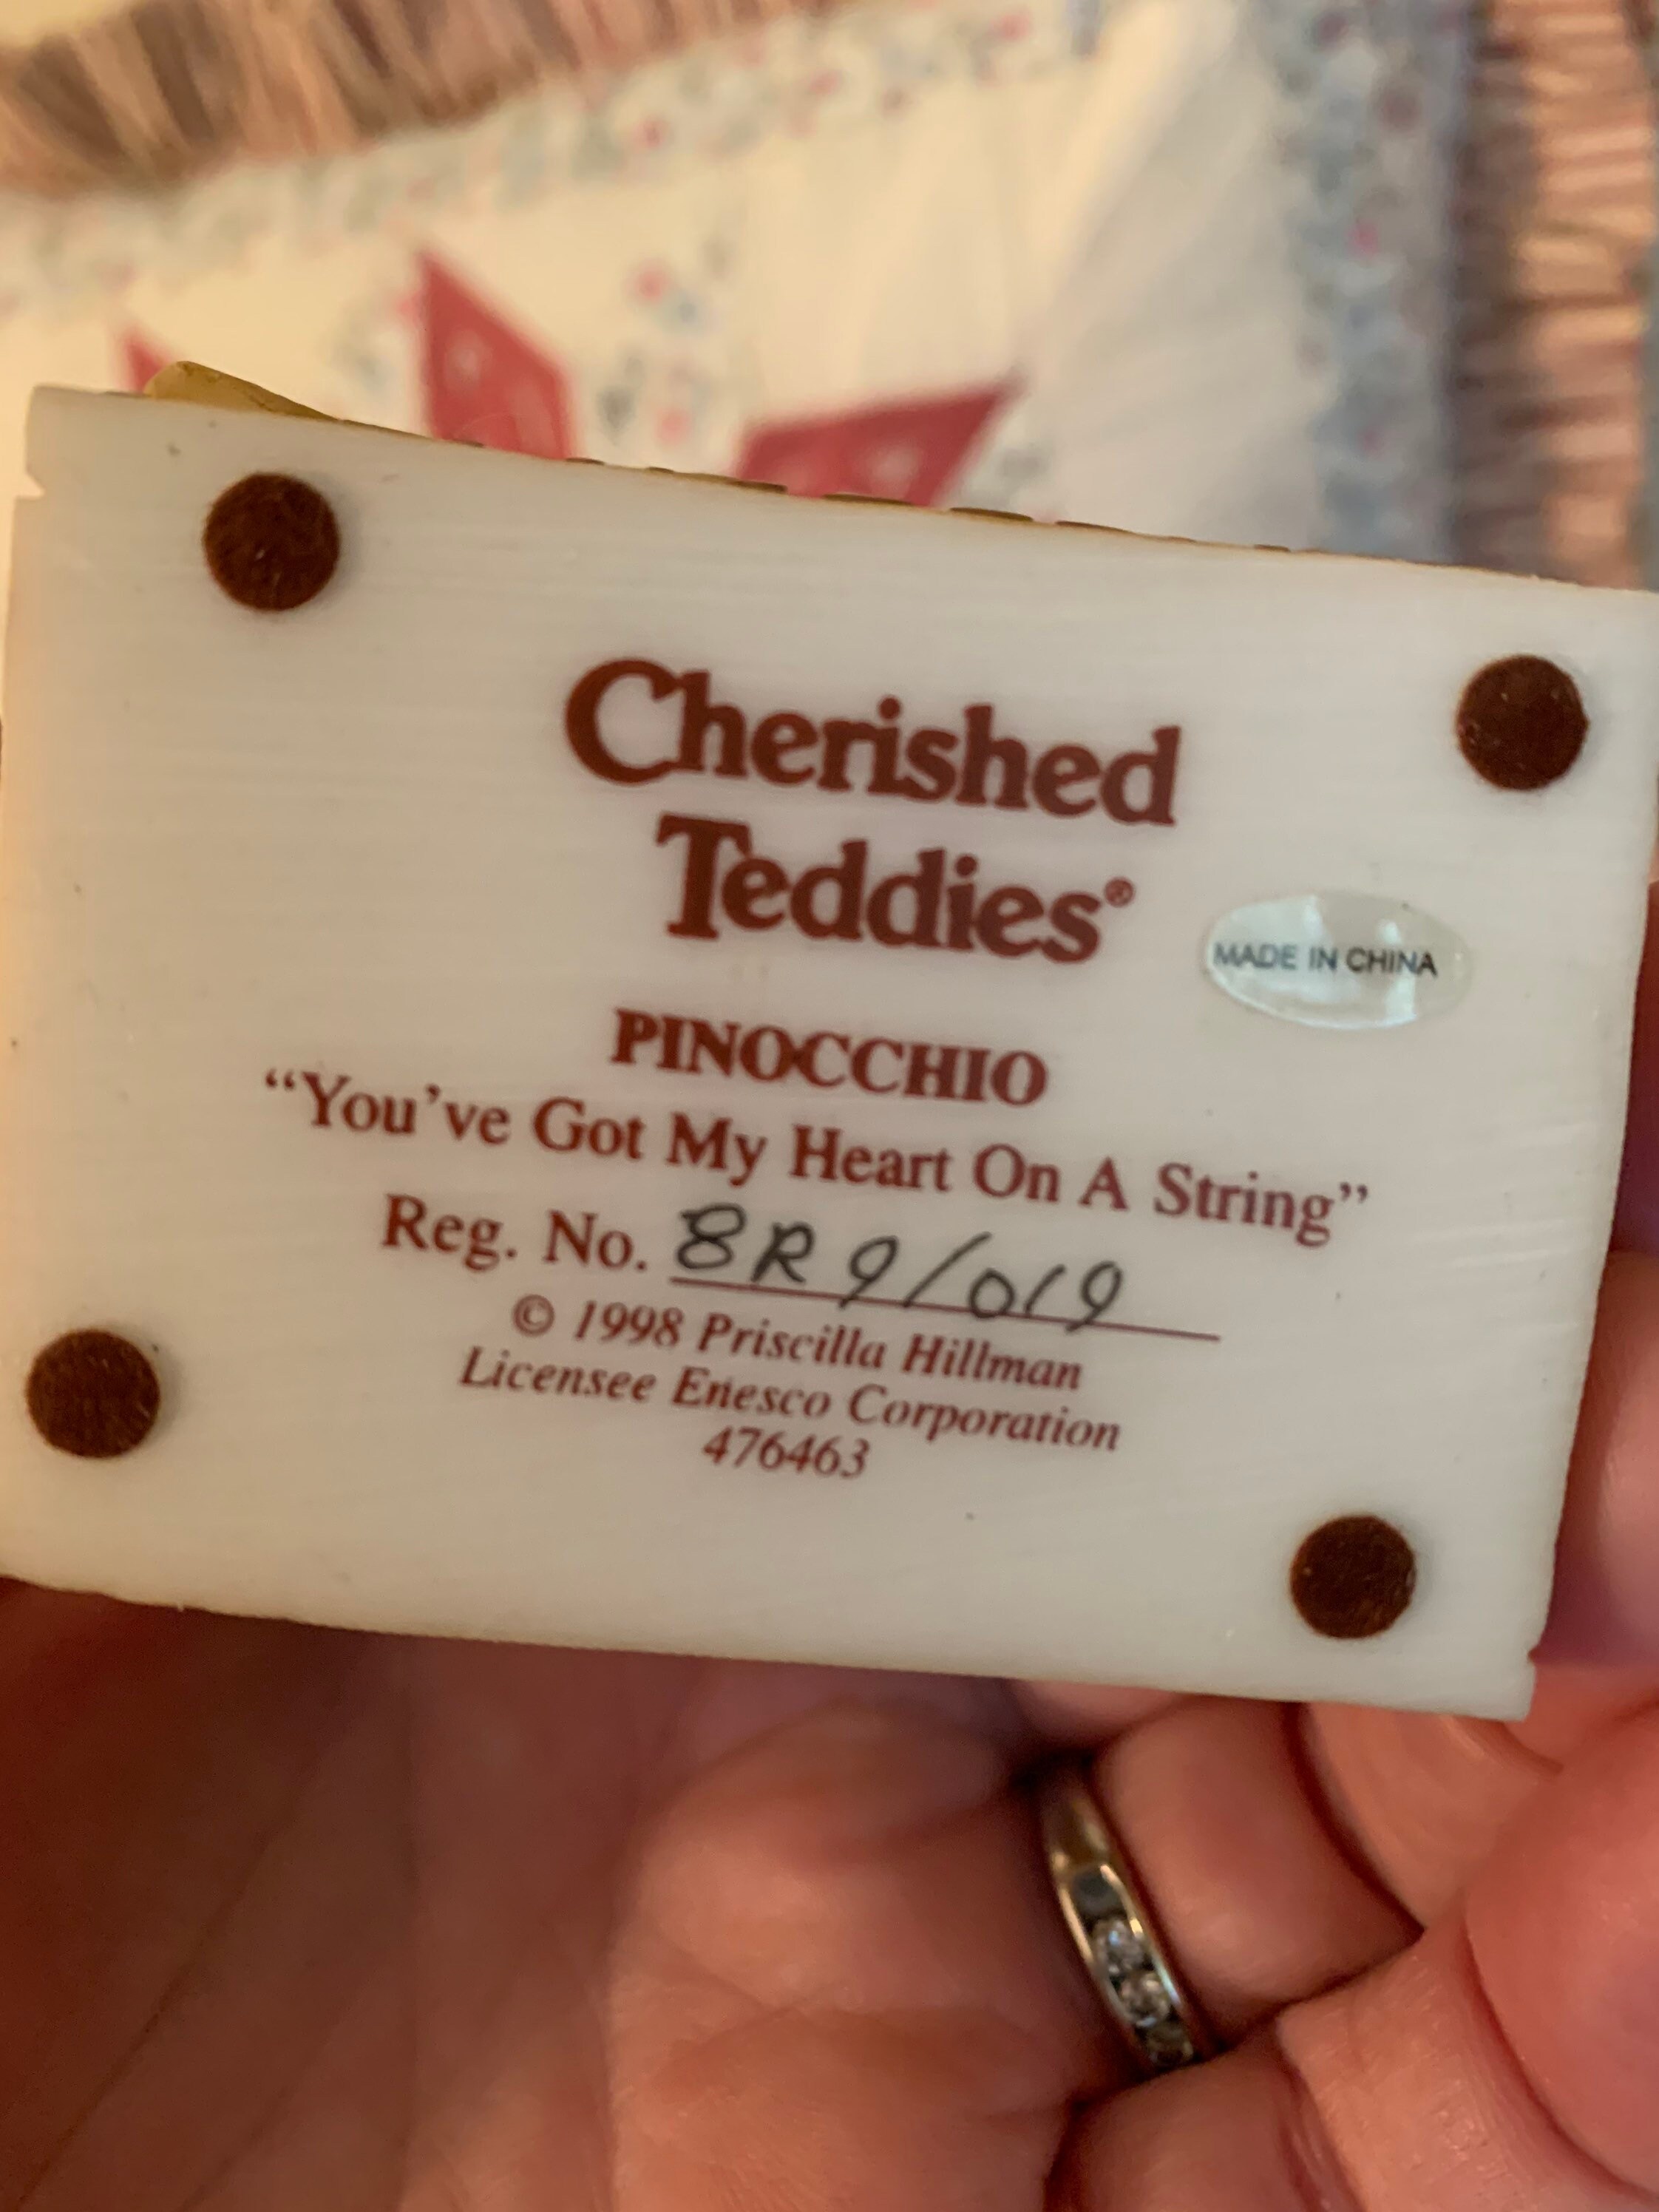 Cherished
Teddies®
MADE IN CHINA
PINOCCHIO
“You’ve Got My Heart On A String”
Reg. No. 8R9/019
© 1998 Priscilla Hillman
Licensee Enesco Corporation
476463